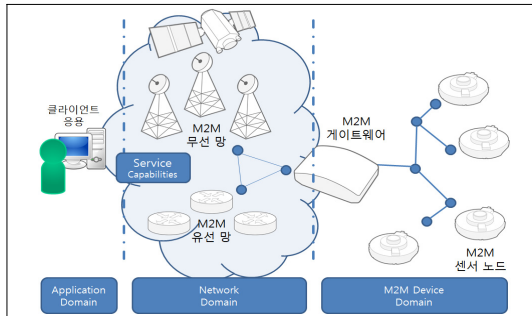 클라이언트
응용
M2M
무선 망
Service
Capabilities
M2M
유선 망
M2M
게이트웨어
M2M
센서 노드
Application
Domain
Network
Domain
M2M Device
Domain